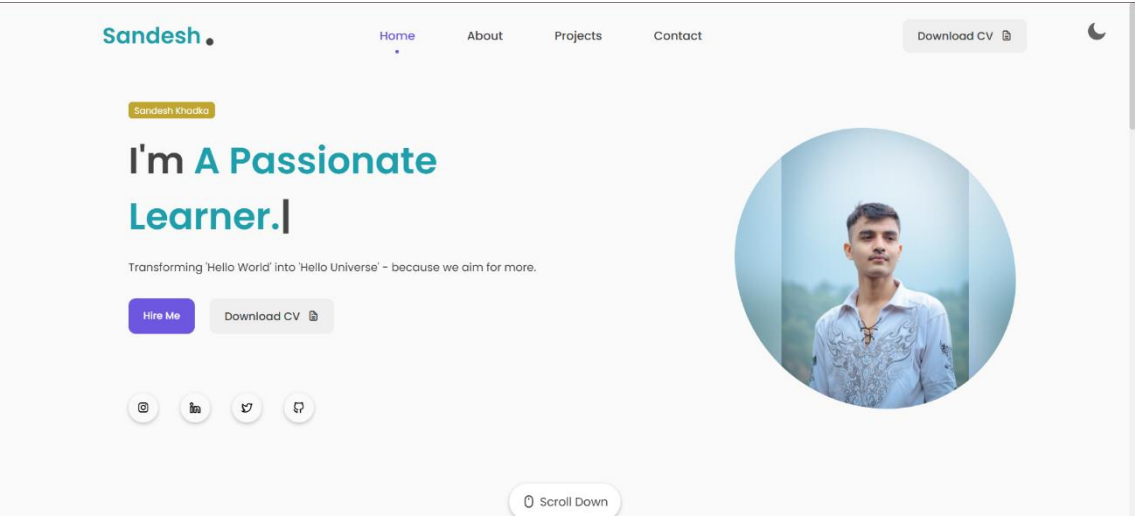 Sandesh.
Home About Projects Contact
Download CV
Sandesh Khadka
I'm A Passionate
Learner.|
Transforming 'Hello World' into 'Hello Universe' - because we aim for more.
Hire Me Download CV
Scroll Down